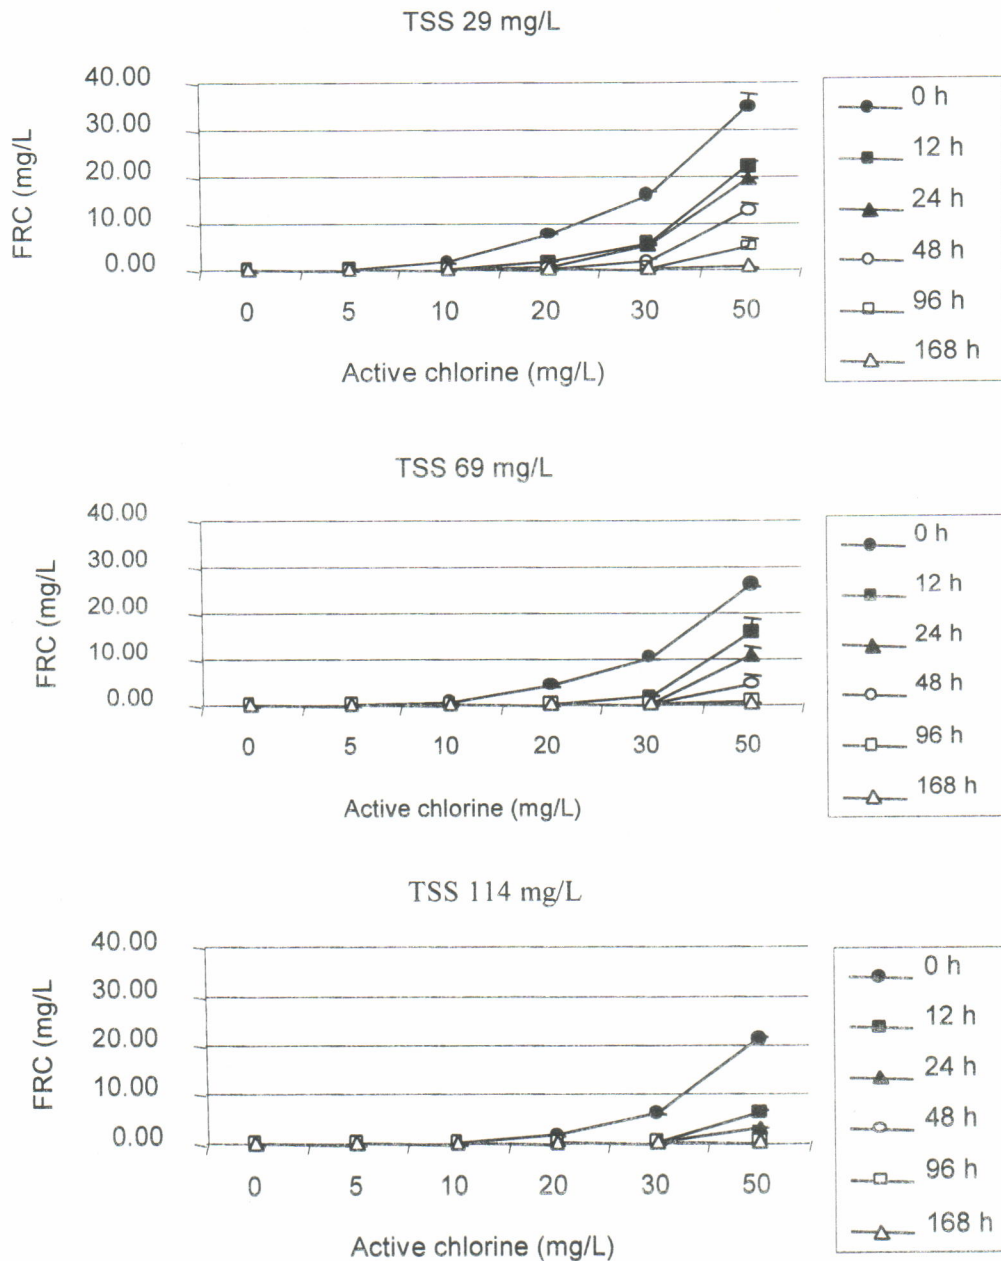 TSS 29 mg/L
FRC (mg/L)
40.00
30.00
20.00
10.00
0.00
0 5 10 20 30 50
Active chlorine (mg/L)
0 h
12 h
24 h
48 h
96 h
168 h
TSS 69 mg/L
FRC (mg/L
40.00
30.00
20.00
10.00
0.00
0 5 10 20 30 50
Active chlorine (mg/L)
0 h
12 h
24 h
48 h
96 h
168 h
TSS 114 mg/L
FRC (mg/L
40.00
30.00
20.00
10.00
0.00
0 5 10 20 30 50
Active chlorine (mg/L)
0 h
12 h
24 h
48 h
96 h
168 h